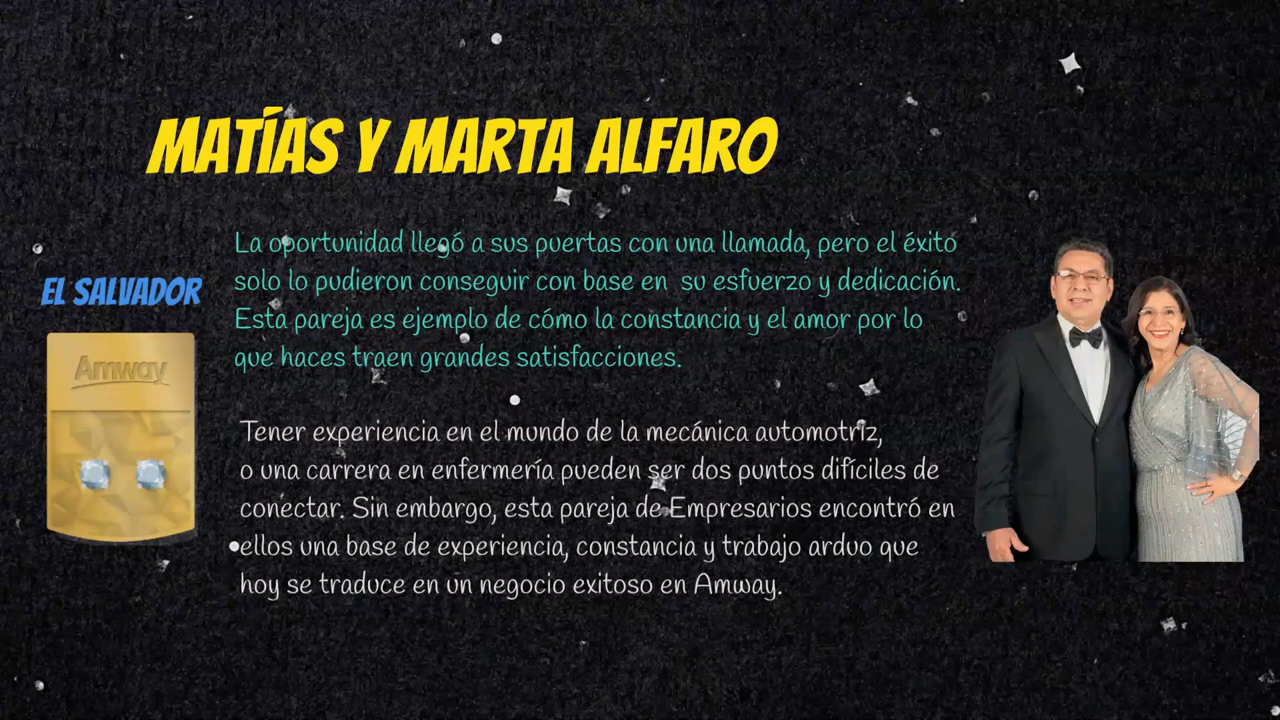 MATÍAS Y MARTA ALFARO
La oportunidad llegó a sus puertas con una llamada, pero el éxito
solo lo pudieron conseguir con base en su esfuerzo y dedicación.
Esta pareja es ejemplo de cómo la constancia y el amor por lo
que haces traen grandes satisfacciones.
EL SALVADOR
Amway
Tener experiencia en el mundo de la mecánica automotriz,
o una carrera en enfermería pueden ser dos puntos difíciles de
conectar. Sin embargo, esta pareja de Empresarios encontró en
ellos una base de experiencia, constancia y trabajo arduo que
hoy se traduce en un negocio exitoso en Amway.